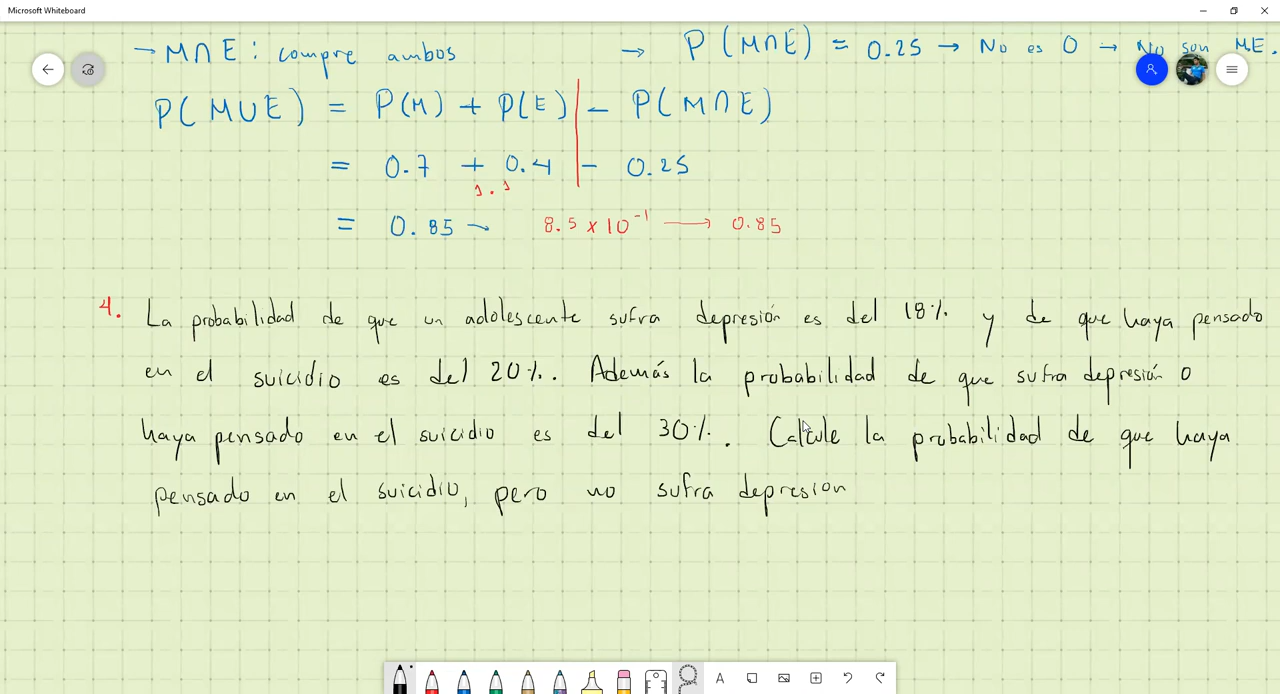 Microsoft Whiteboard
→ M∩E : compre ambos → P(M∩E) = 0.25 → No es 0 → No son ME.
P(M∪E) = P(M) + P(E) - P(M∩E)
= 0.7 + 0.4 - 0.25
1.1
= 0.85 → 8.5 x 10⁻¹ → 0.85
4. La probabilidad de que un adolescente sufra depresión es del 18% y de que haya pensado
en el suicidio es del 20%. Además la probabilidad de que sufra depresión o
haya pensado en el suicidio es del 30%. Calcule la probabilidad de que haya
pensado en el suicidio, pero no sufra depresion
A